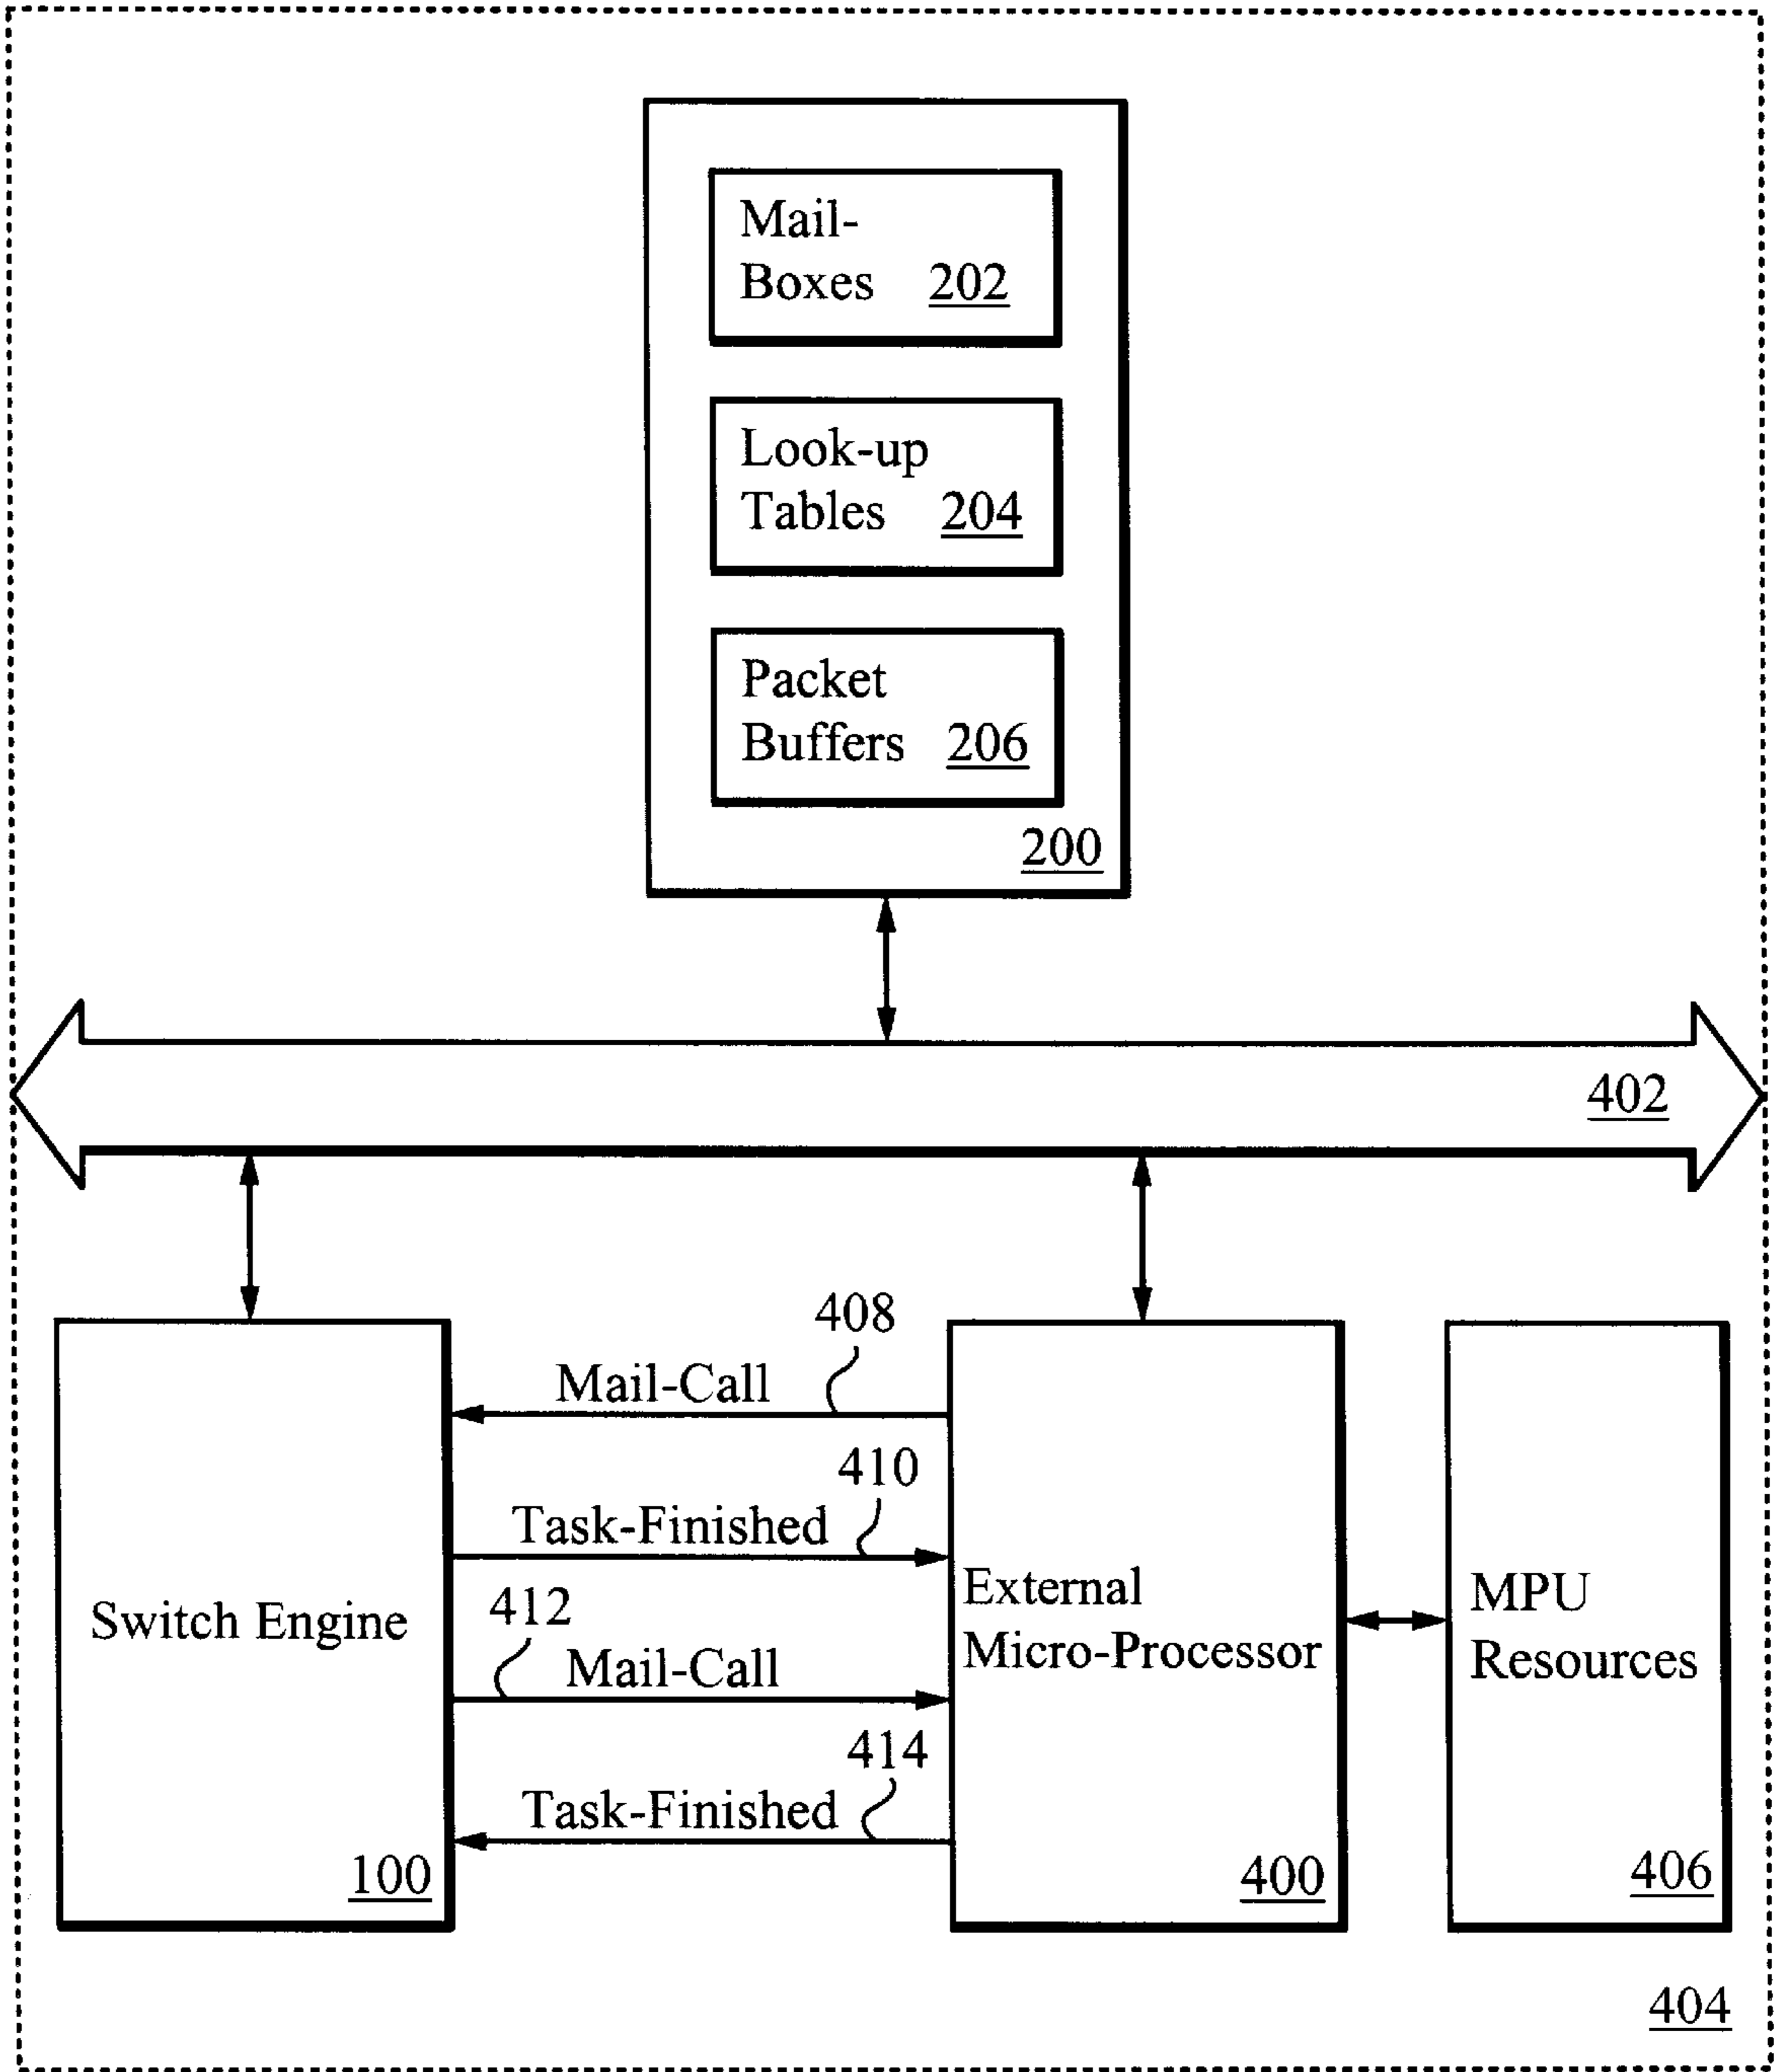 Mail-
Boxes 202
Look-up
Tables 204
Packet
Buffers 206
200
402
408
Mail-Call
410
Task-Finished
412
Mail-Call
414
Task-Finished
Switch Engine
100
External
Micro-Processor
400
MPU
Resources
406
404